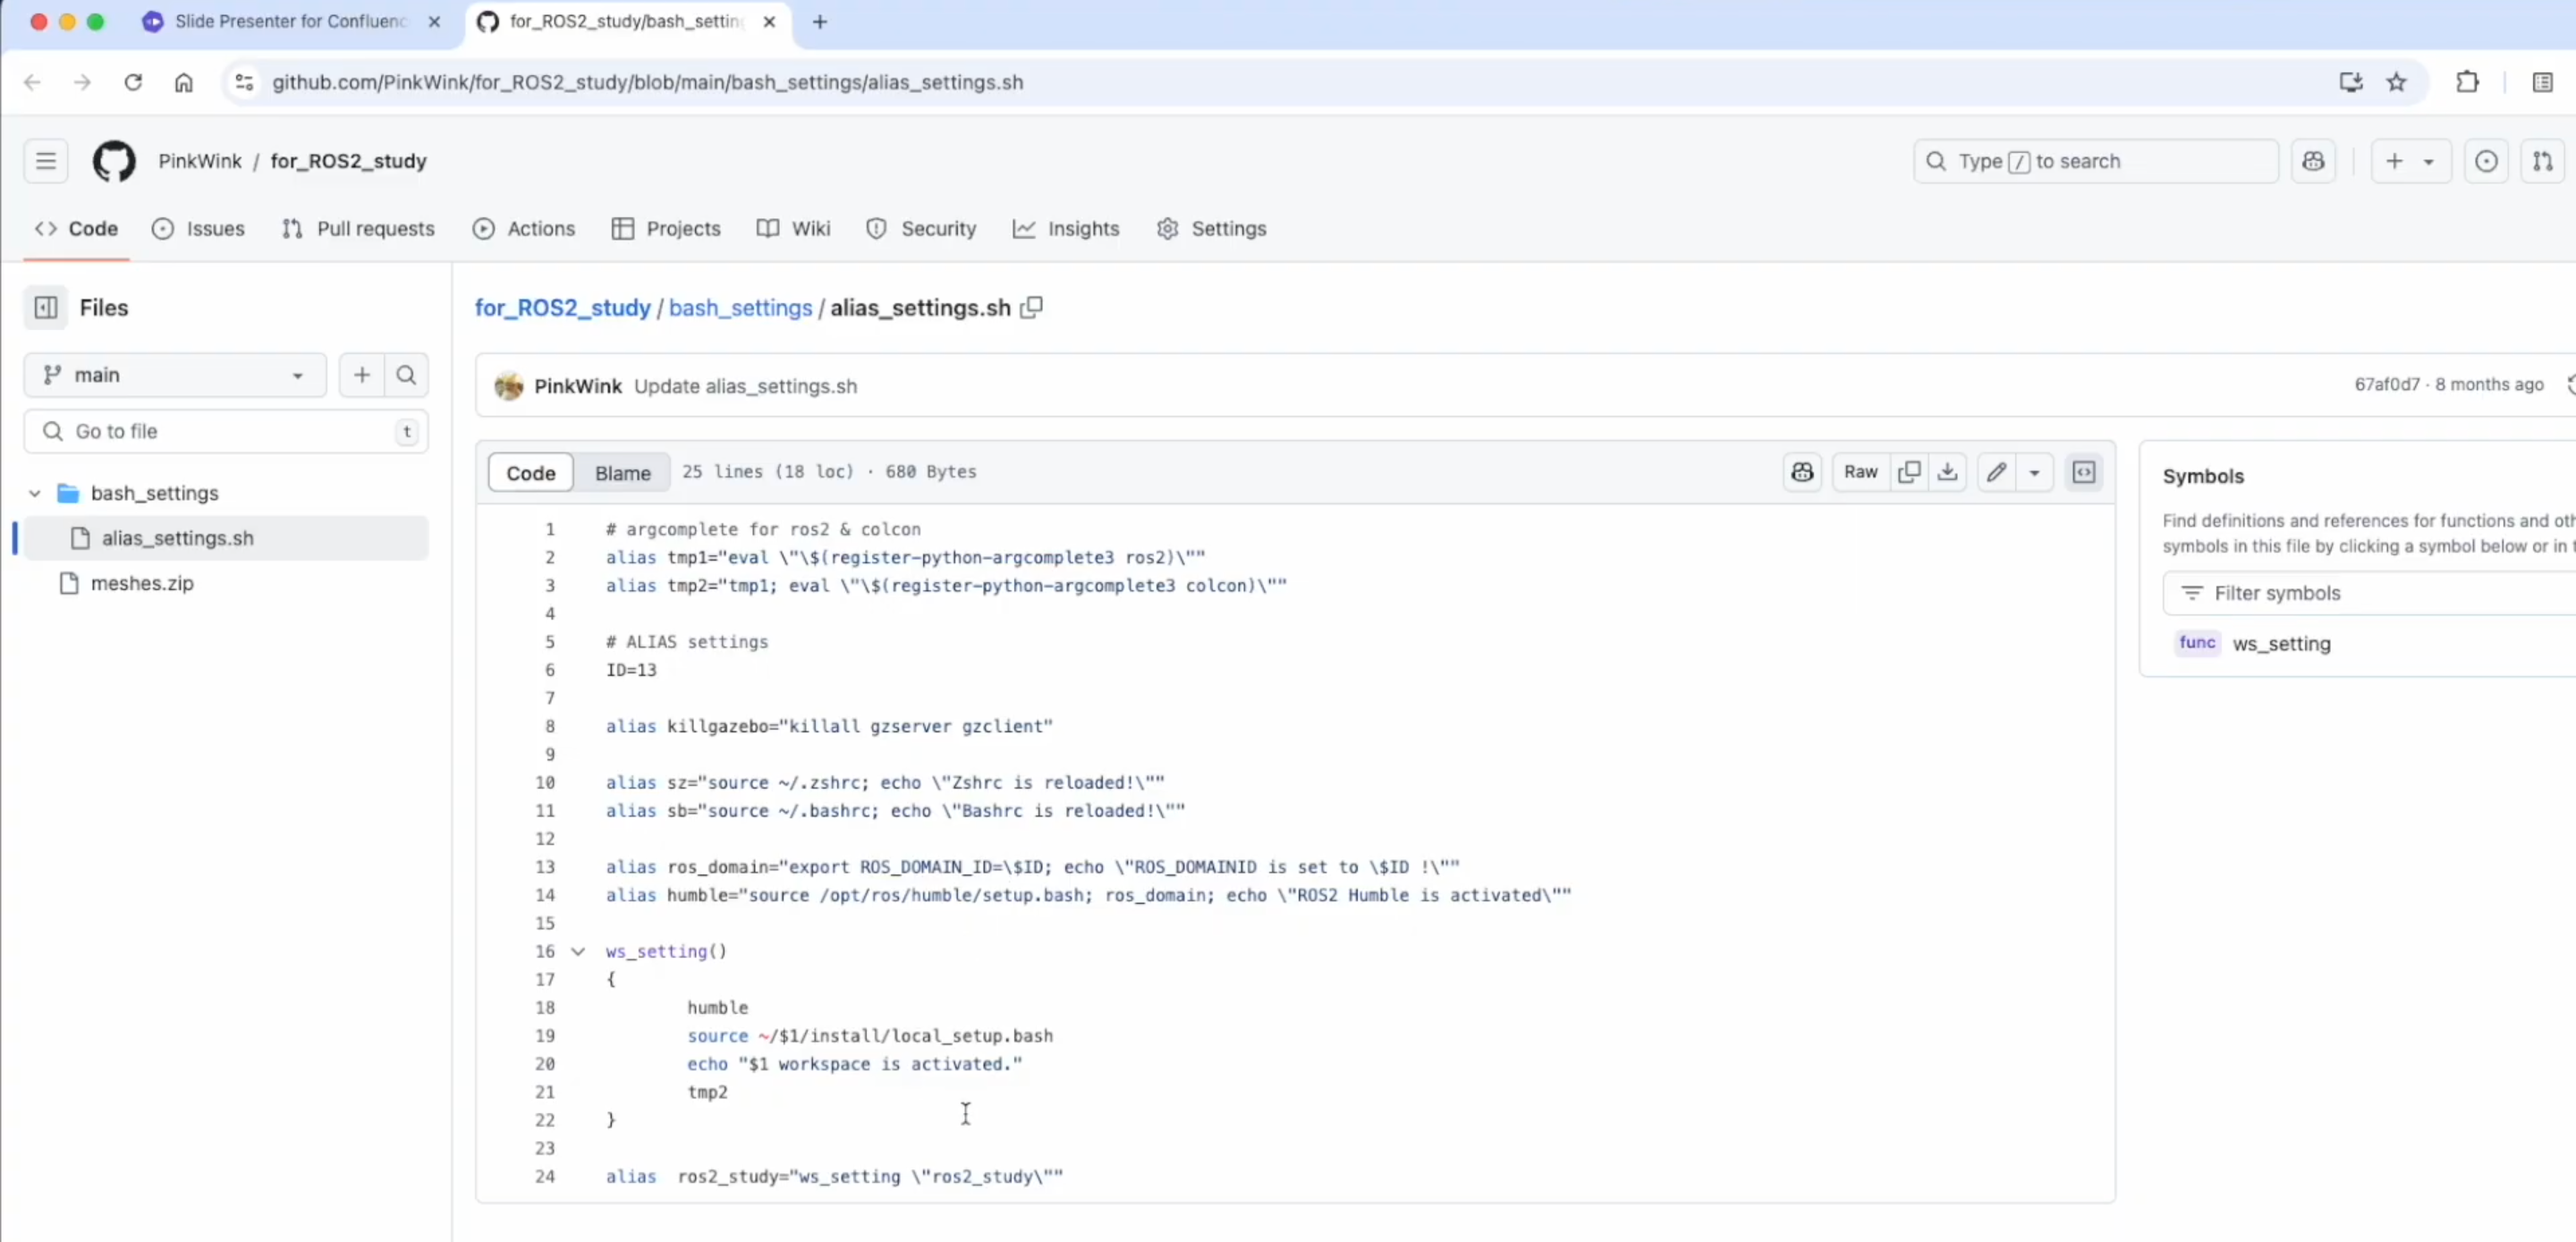 Slide Presenter for Confluenc
for_ROS2_study/bash_settin
github.com/PinkWink/for_ROS2_study/blob/main/bash_settings/alias_settings.sh
PinkWink / for_ROS2_study
Type / to search
Code Issues Pull requests Actions Projects Wiki Security Insights Settings
Files
main
Go to file t
bash_settings
alias_settings.sh
meshes.zip
for_ROS2_study / bash_settings / alias_settings.sh
PinkWink Update alias_settings.sh
67af0d7 · 8 months ago
Code Blame 25 lines (18 loc) · 680 Bytes
Raw
1 # argcomplete for ros2 & colcon
2 alias tmp1="eval \"\$(register-python-argcomplete3 ros2)\""
3 alias tmp2="tmp1; eval \"\$(register-python-argcomplete3 colcon)\""
4
5 # ALIAS settings
6 ID=13
7
8 alias killgazebo="killall gzserver gzclient"
9
10 alias sz="source ~/.zshrc; echo \"Zshrc is reloaded!\""
11 alias sb="source ~/.bashrc; echo \"Bashrc is reloaded!\""
12
13 alias ros_domain="export ROS_DOMAIN_ID=\$ID; echo \"ROS_DOMAINID is set to \$ID !\""
14 alias humble="source /opt/ros/humble/setup.bash; ros_domain; echo \"ROS2 Humble is activated\""
15
16 ws_setting()
17 {
18 humble
19 source ~/$1/install/local_setup.bash
20 echo "$1 workspace is activated."
21 tmp2
22 }
23
24 alias  ros2_study="ws_setting \"ros2_study\""
Symbols
Find definitions and references for functions and oth
symbols in this file by clicking a symbol below or in t
Filter symbols
func ws_setting